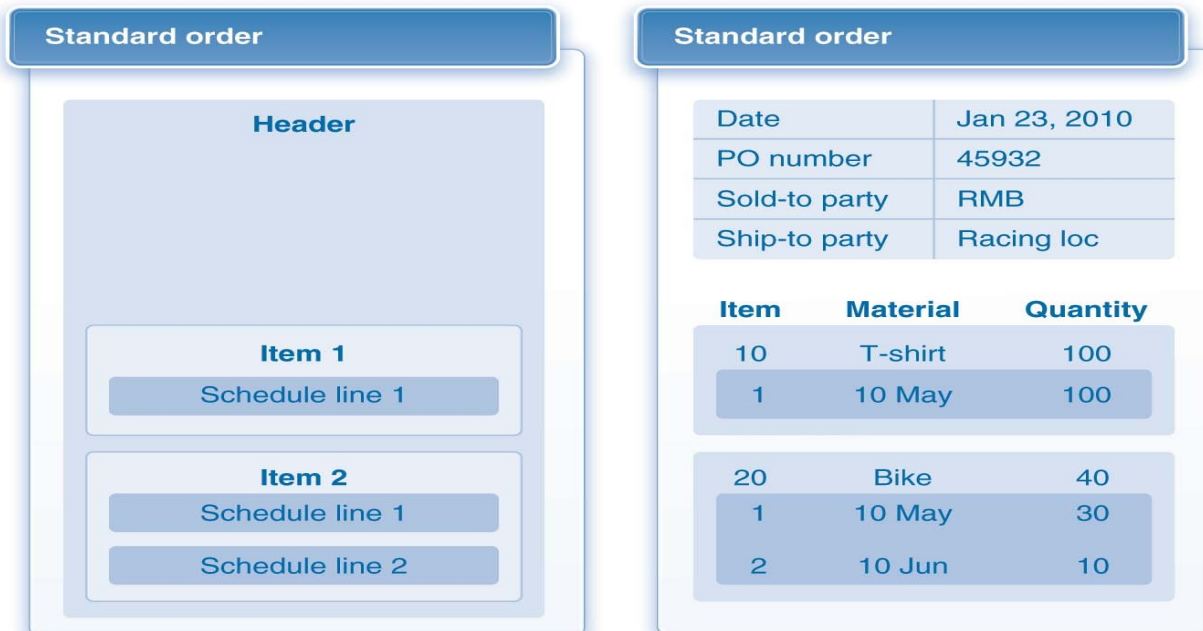 Standard order
Header
Item 1
Schedule line 1
Item 2
Schedule line 1
Schedule line 2
Standard order
Date Jan 23, 2010
PO number 45932
Sold-to party RMB
Ship-to party Racing loc
Item Material Quantity
10 T-shirt 100
1 10 May 100
20 Bike 40
1 10 May 30
2 10 Jun 10